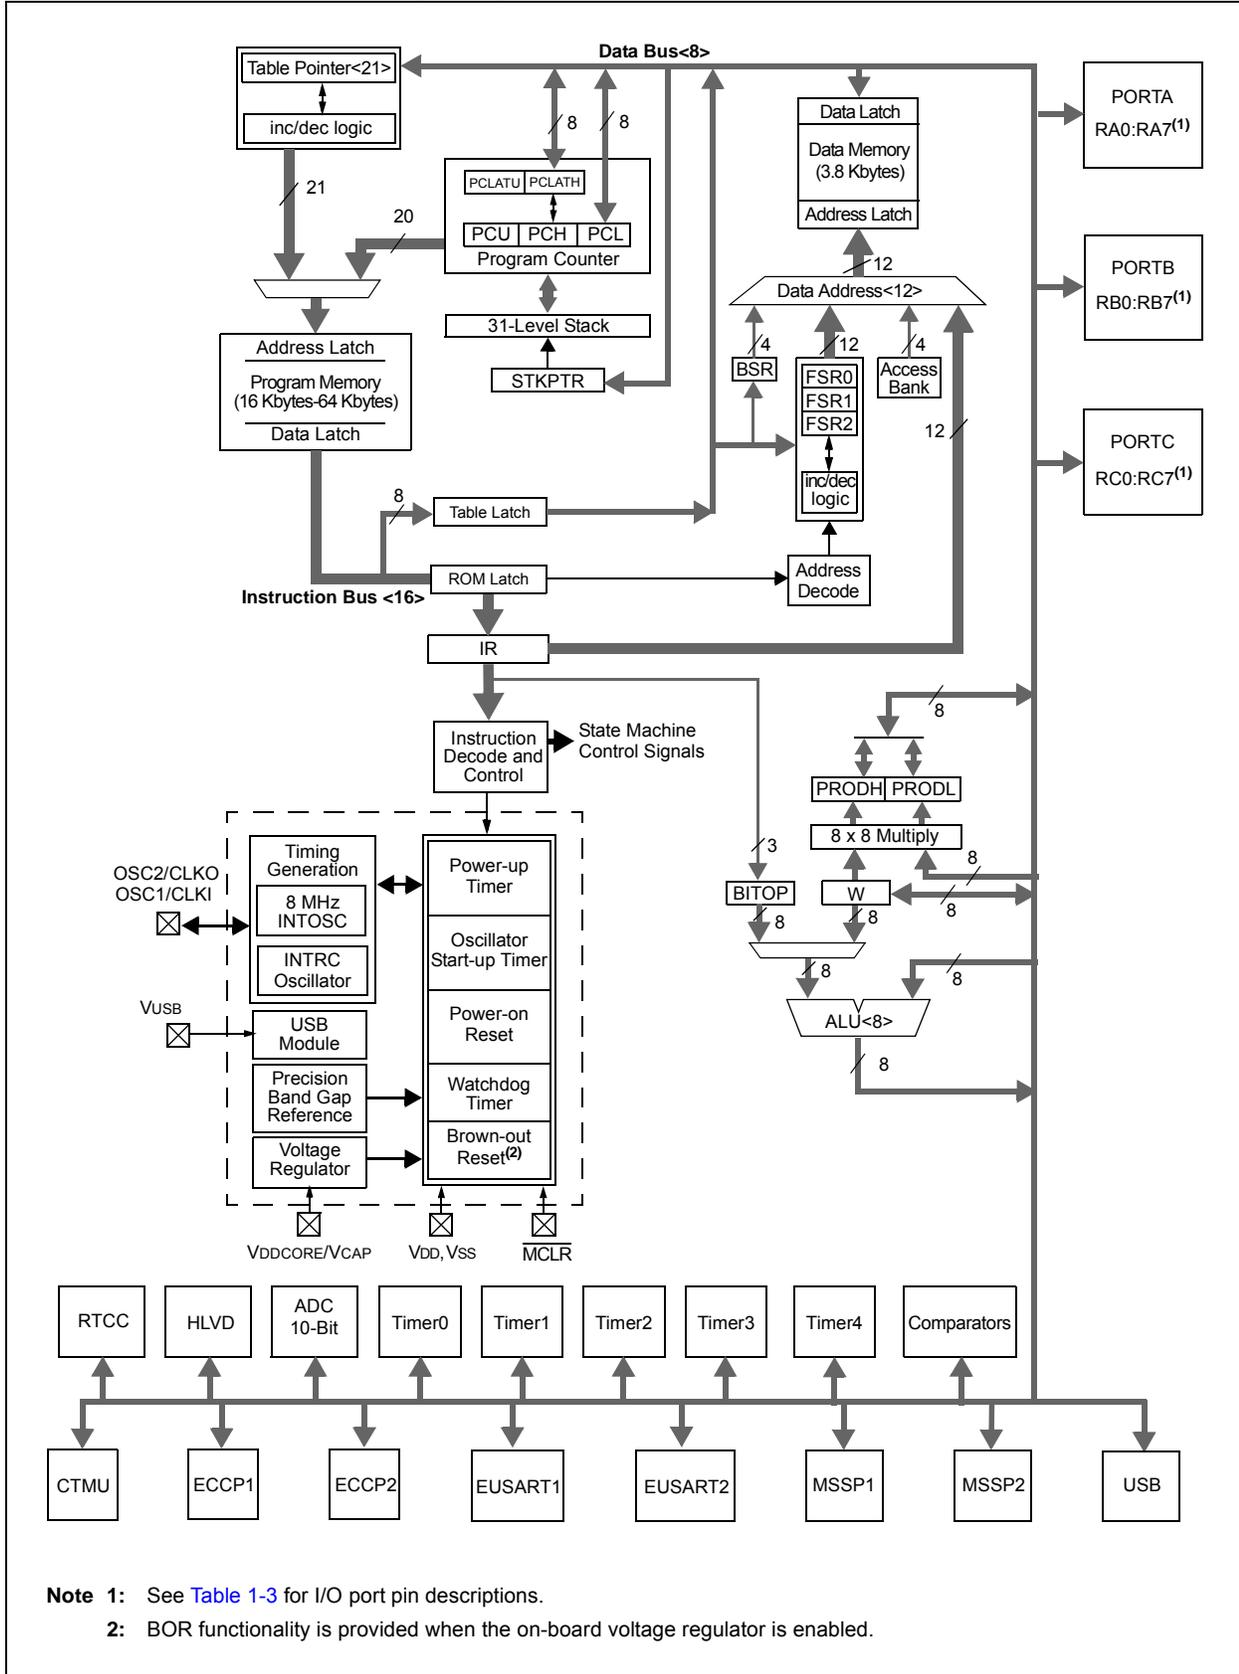 Data Bus<8>
Table Pointer<21>
inc/dec logic
21
8
8
PCLATU
PCLATH
20
PCU
PCH
PCL
Program Counter
31-Level Stack
STKPTR
Data Latch
Data Memory
(3.8 Kbytes)
Address Latch
12
Data Address<12>
4
12
4
BSR
FSR0
FSR1
FSR2
inc/dec
logic
Access
Bank
12
PORTA
RA0:RA7(1)
PORTB
RB0:RB7(1)
PORTC
RC0:RC7(1)
Address Latch
Program Memory
(16 Kbytes-64 Kbytes)
Data Latch
8
Table Latch
ROM Latch
Instruction Bus <16>
Address
Decode
IR
8
Instruction
Decode and
Control
State Machine
Control Signals
PRODH
PRODL
8 x 8 Multiply
3
8
BITOP
W
8
8
8
8
8
ALU<8>
8
OSC2/CLKO
OSC1/CLKI
Timing
Generation
8 MHz
INTOSC
INTRC
Oscillator
VUSB
USB
Module
Precision
Band Gap
Reference
Voltage
Regulator
Power-up
Timer
Oscillator
Start-up Timer
Power-on
Reset
Watchdog
Timer
Brown-out
Reset(2)
VDDCORE/VCAP
VDD, VSS
MCLR
RTCC
HLVD
ADC
10-Bit
Timer0
Timer1
Timer2
Timer3
Timer4
Comparators
CTMU
ECCP1
ECCP2
EUSART1
EUSART2
MSSP1
MSSP2
USB
Note 1: See Table 1-3 for I/O port pin descriptions.
2: BOR functionality is provided when the on-board voltage regulator is enabled.